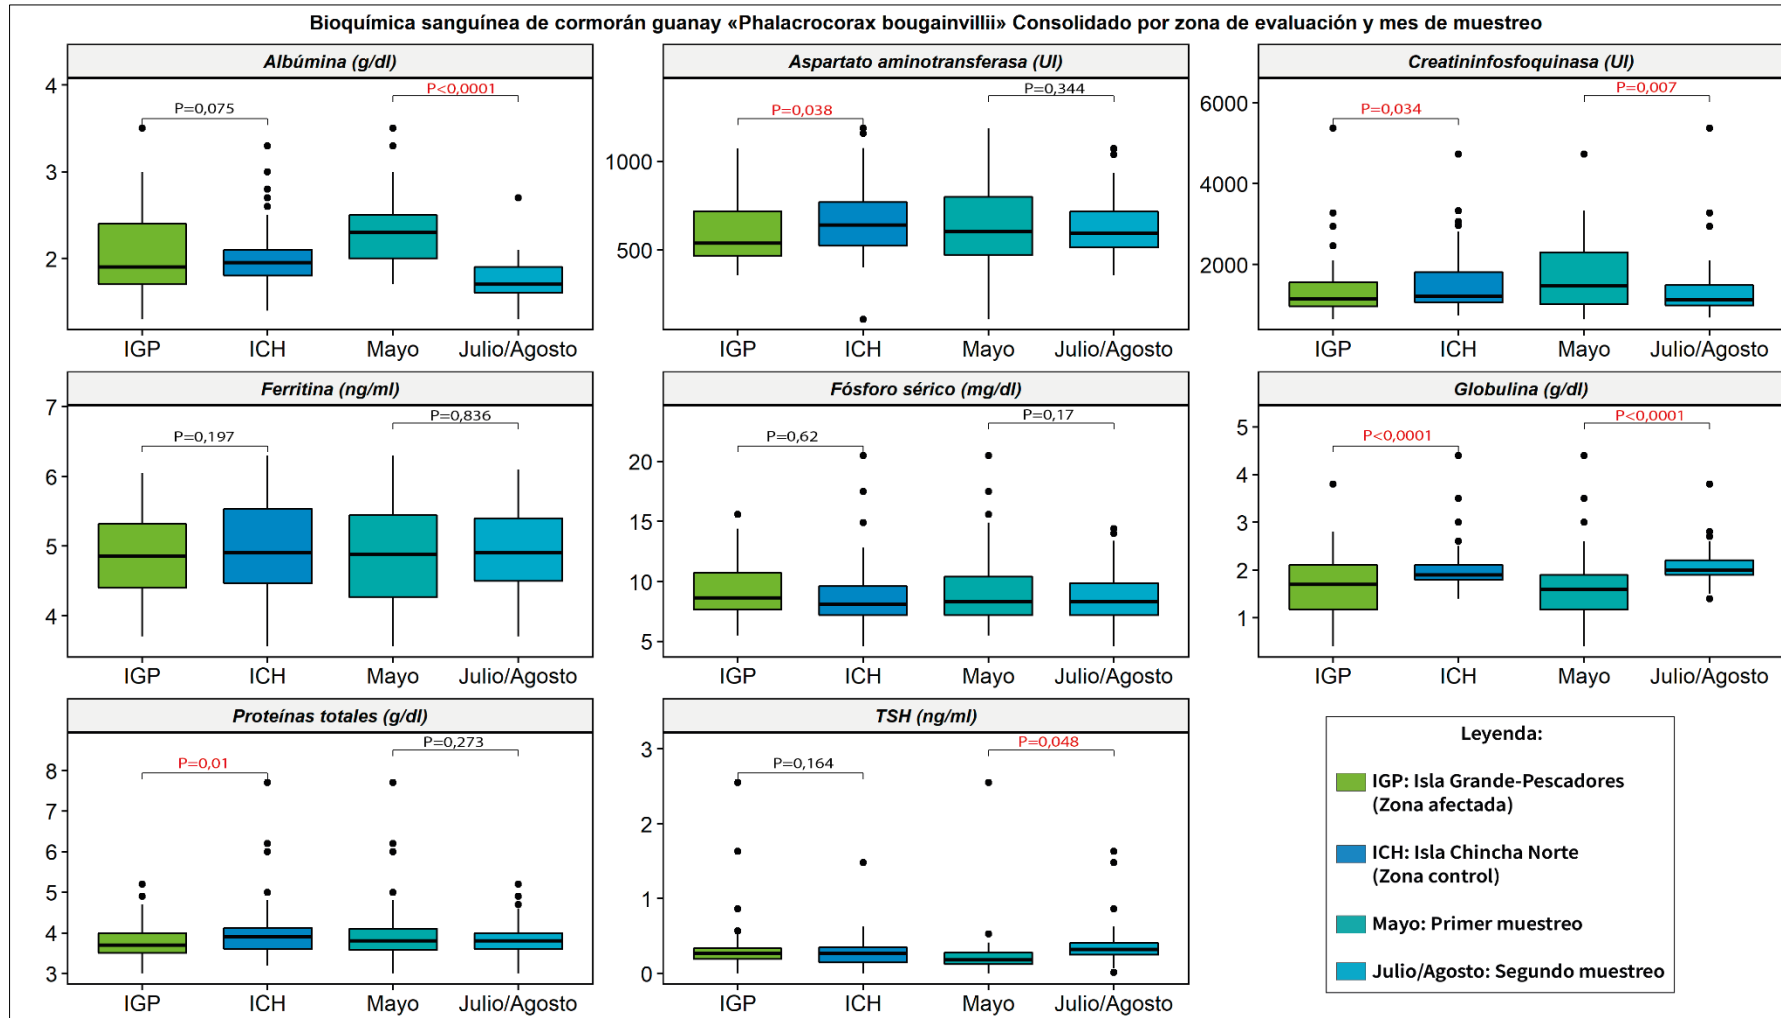 Bioquímica sanguínea de cormorán guanay «Phalacrocorax bougainvillii» Consolidado por zona de evaluación y mes de muestreo
Albúmina (g/dl)
4
3
2
P=0,075
P<0,0001
IGP ICH Mayo Julio/Agosto
Aspartato aminotransferasa (UI)
1000
500
P=0,038
P=0,344
IGP ICH Mayo Julio/Agosto
Creatininfosfoquinasa (UI)
6000
4000
2000
P=0,034
P=0,007
IGP ICH Mayo Julio/Agosto
Ferritina (ng/ml)
7
6
5
4
P=0,197
P=0,836
IGP ICH Mayo Julio/Agosto
Fósforo sérico (mg/dl)
20
15
10
5
P=0,62
P=0,17
IGP ICH Mayo Julio/Agosto
Globulina (g/dl)
5
4
3
2
1
P<0,0001
P<0,0001
IGP ICH Mayo Julio/Agosto
Proteínas totales (g/dl)
8
7
6
5
4
3
P=0,01
P=0,273
IGP ICH Mayo Julio/Agosto
TSH (ng/ml)
3
2
1
0
P=0,164
P=0,048
IGP ICH Mayo Julio/Agosto
Leyenda:
IGP: Isla Grande-Pescadores
(Zona afectada)
ICH: Isla Chincha Norte
(Zona control)
Mayo: Primer muestreo
Julio/Agosto: Segundo muestreo